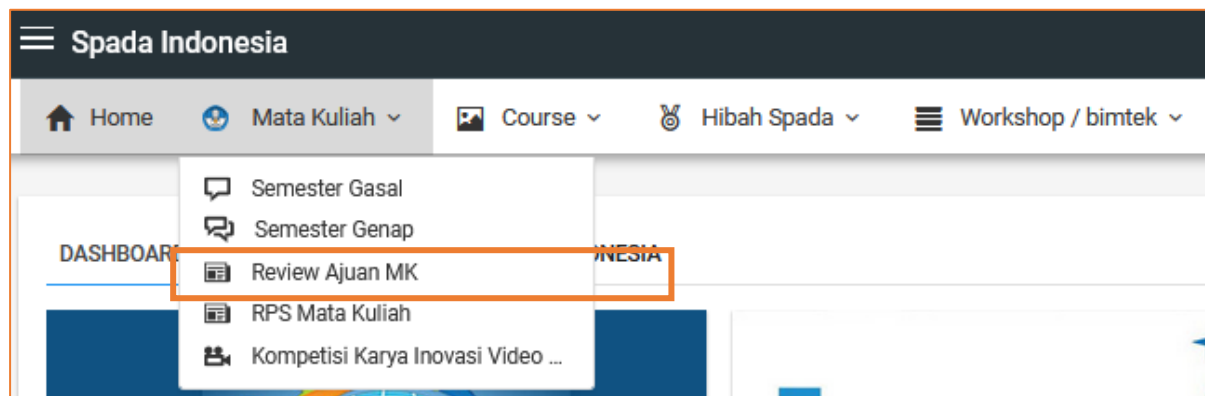 Spada Indonesia
Home Mata Kuliah Course Hibah Spada Workshop / bimtek
Semester Gasal
Semester Genap
DASHBOAR
Review Ajuan MK
RPS Mata Kuliah
Kompetisi Karya Inovasi Video ...